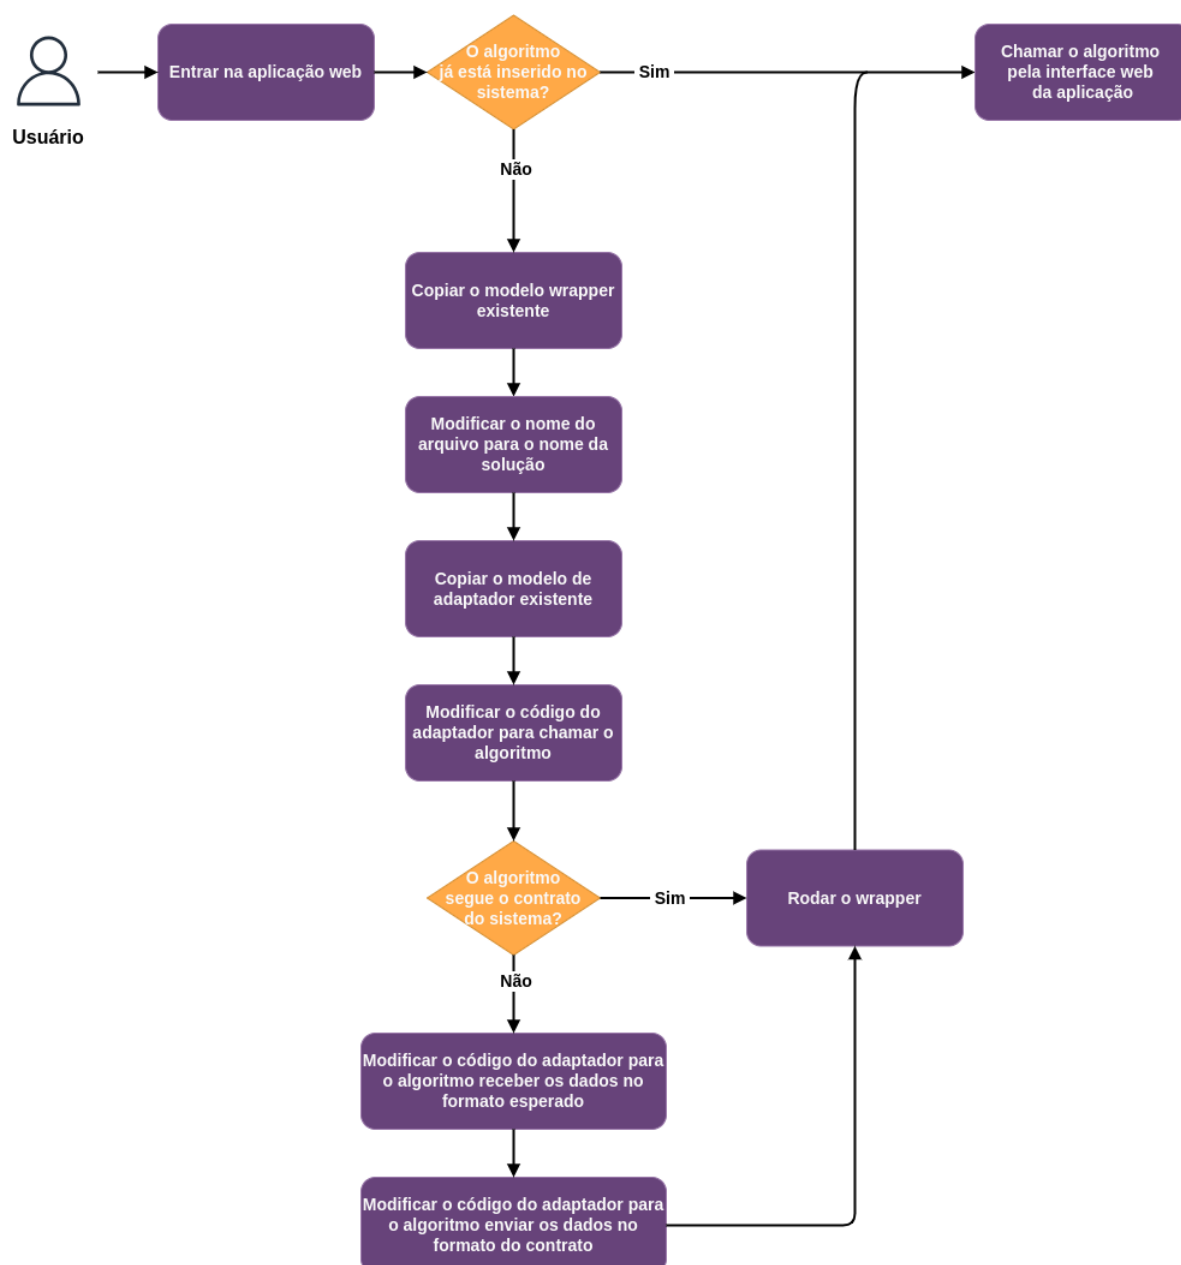 Usuário
Entrar na aplicação web
O algoritmo
já está inserido no
sistema?
Sim
Chamar o algoritmo
pela interface web
da aplicação
Não
Copiar o modelo wrapper
existente
Modificar o nome do
arquivo para o nome da
solução
Copiar o modelo de
adaptador existente
Modificar o código do
adaptador para chamar o
algoritmo
O algoritmo
segue o contrato
do sistema?
Sim
Rodar o wrapper
Não
Modificar o código do adaptador para
o algoritmo receber os dados no
formato esperado
Modificar o código do adaptador para
o algoritmo enviar os dados no
formato do contrato